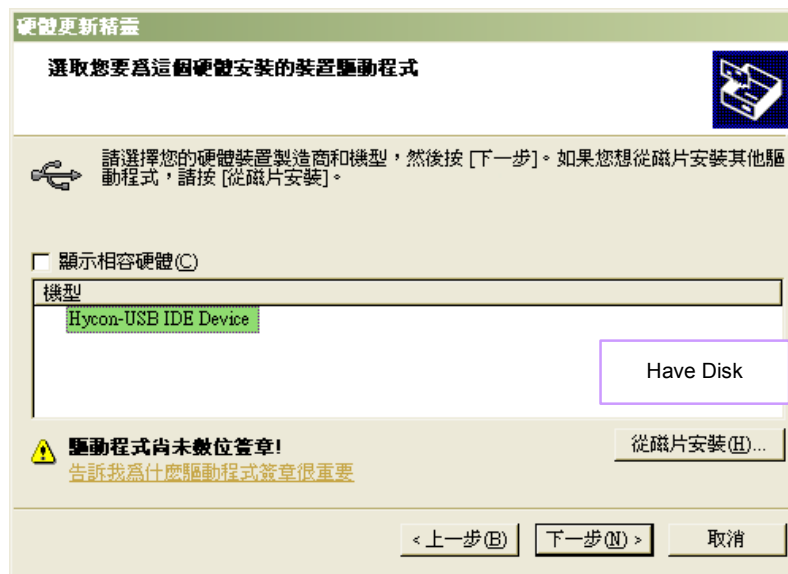 硬體更新精靈
選取您要為這個硬體安裝的裝置驅動程式
請選擇您的硬體裝置製造商和機型，然後按 [下一步]。如果您想從磁片安裝其他驅
動程式，請按 [從磁片安裝]。
顯示相容硬體(C)
機型
Hycon-USB IDE Device
Have Disk
驅動程式尚未數位簽章!
從磁片安裝(H)...
告訴我為什麼驅動程式簽章很重要
<上一步(B)
下一步(N) >
取消